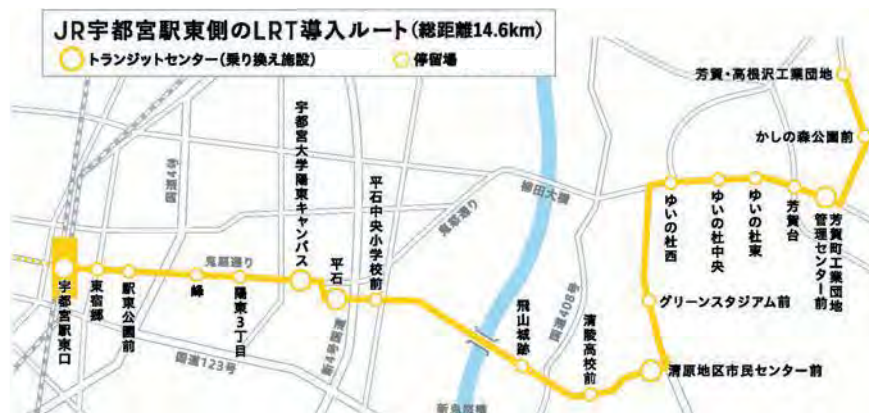 JR宇都宮駅東側のLRT導入ルート(総距離14.6km)
トランジットセンター(乗り換え施設)
停留場
芳賀・高根沢工業団地
かしの森公園前
芳賀町工業団地
管理センター前
芳賀台
ゆいの杜東
ゆいの杜中央
ゆいの杜西
グリーンスタジアム前
清原地区市民センター前
清陵高校前
飛山城跡
平石中央小学校前
平石
宇都宮大学陽東キャンパス
陽東3丁目
峰
駅東公園前
東宿郷
宇都宮駅東口
国道4号
鬼怒通り
鬼怒通り
柳田大橋
国道408号
新4号国道
国道123号